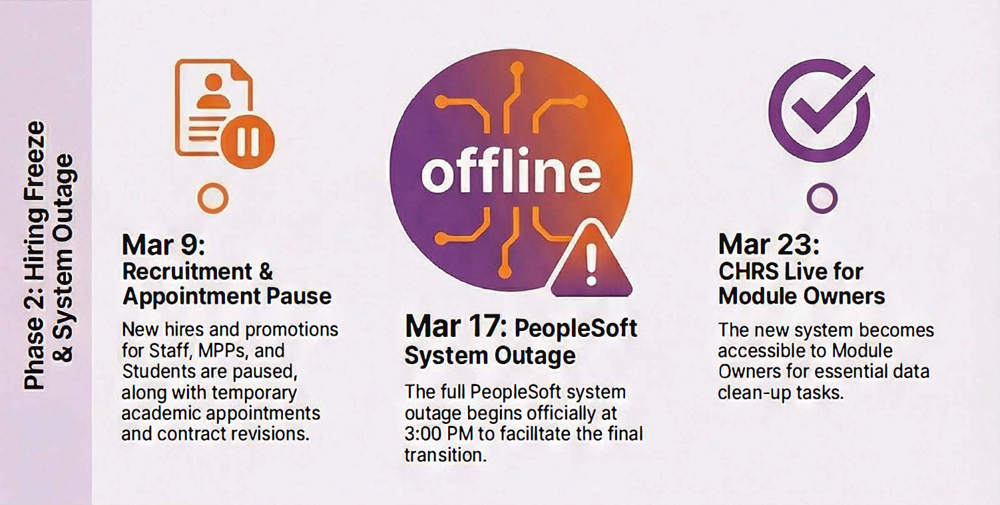 Phase 2: Hiring Freeze
& System Outage
Mar 9:
Recruitment &
Appointment Pause
New hires and promotions
for Staff, MPPs, and
Students are paused,
along with temporary
academic appointments
and contract revisions.
offline
Mar 17: PeopleSoft
System Outage
The full PeopleSoft system
outage begins officially at
3:00 PM to facilltate the final
transition.
Mar 23:
CHRS Live for
Module Owners
The new system becomes
accessible to Module
Owners for essential data
clean-up tasks.